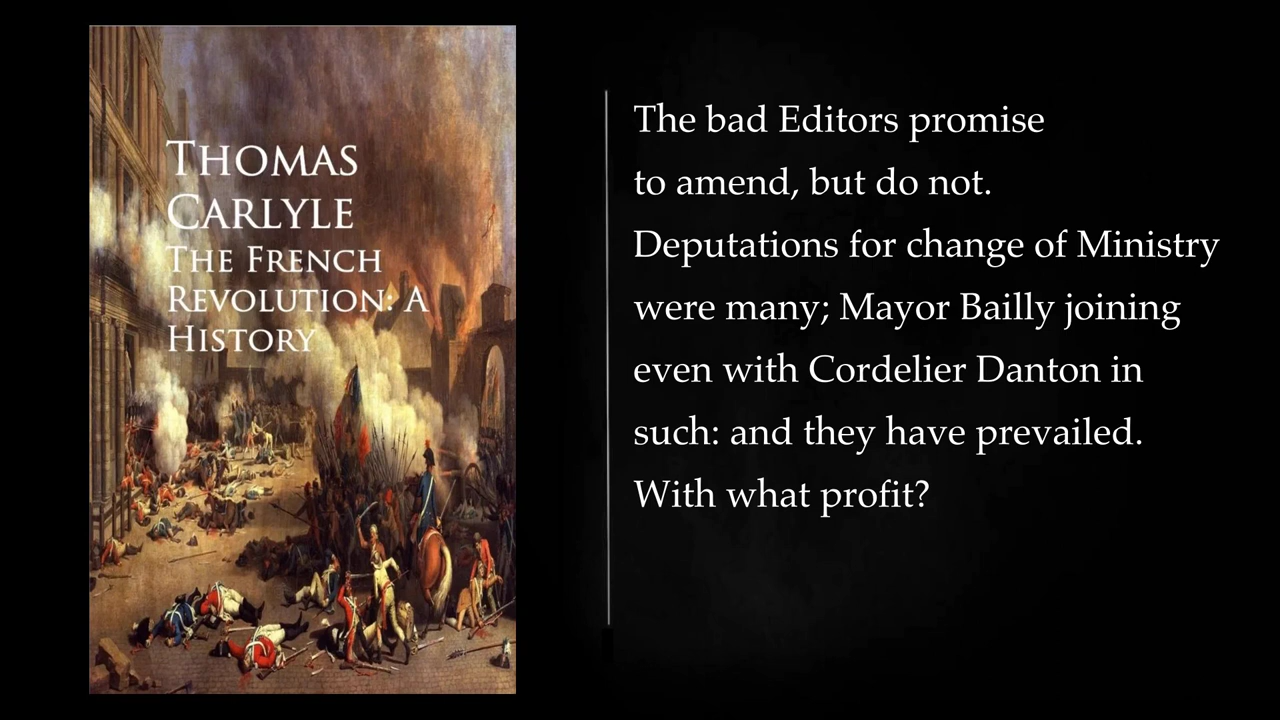 THOMAS
CARLYLE
THE FRENCH
REVOLUTION: A
HISTORY
The bad Editors promise
to amend, but do not.
Deputations for change of Ministry
were many; Mayor Bailly joining
even with Cordelier Danton in
such: and they have prevailed.
With what profit?